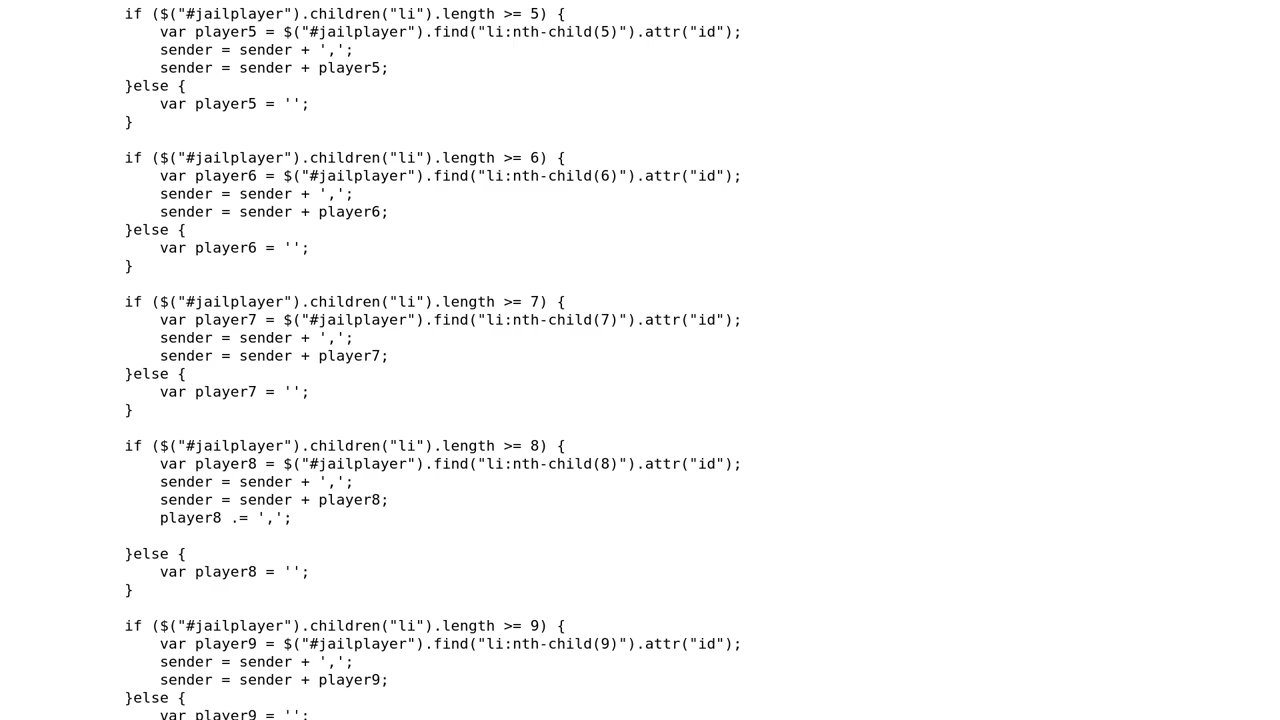 if ($("#jailplayer").children("li").length >= 5) {
    var player5 = $("#jailplayer").find("li:nth-child(5)").attr("id");
    sender = sender + ',';
    sender = sender + player5;
}else {
    var player5 = '';
}

if ($("#jailplayer").children("li").length >= 6) {
    var player6 = $("#jailplayer").find("li:nth-child(6)").attr("id");
    sender = sender + ',';
    sender = sender + player6;
}else {
    var player6 = '';
}

if ($("#jailplayer").children("li").length >= 7) {
    var player7 = $("#jailplayer").find("li:nth-child(7)").attr("id");
    sender = sender + ',';
    sender = sender + player7;
}else {
    var player7 = '';
}

if ($("#jailplayer").children("li").length >= 8) {
    var player8 = $("#jailplayer").find("li:nth-child(8)").attr("id");
    sender = sender + ',';
    sender = sender + player8;
    player8 .= ',';

}else {
    var player8 = '';
}

if ($("#jailplayer").children("li").length >= 9) {
    var player9 = $("#jailplayer").find("li:nth-child(9)").attr("id");
    sender = sender + ',';
    sender = sender + player9;
}else {
    var player9 = '';